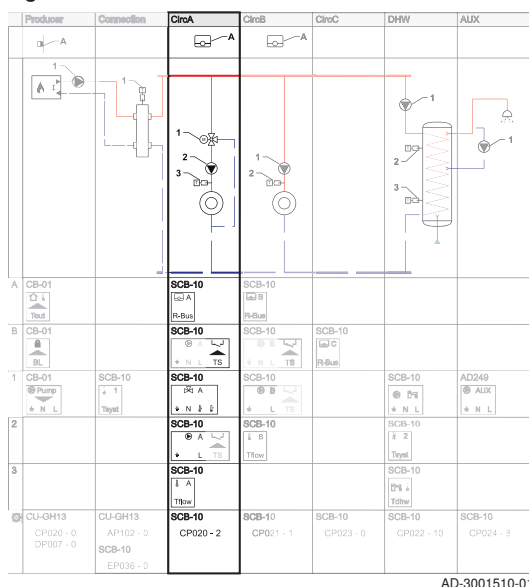 Producer Connection CircA CircB CircC DHW AUX
A A A
1 1 1
1 1
2 1 2
3 2 3
A CB-01 SCB-10 SCB-10
A B
Tout R-Bus R-Bus
B CB-01 SCB-10 SCB-10 SCB-10
A B C
BL N L TS N L TS R-Bus
1 CB-01 SCB-10 SCB-10 SCB-10 SCB-10 AD249
Pump 1 A B AUX
N L Tsyst N L TS N L N L
2 SCB-10 SCB-10 SCB-10
A B 2
L TS Tflow Tsyst
3 SCB-10 SCB-10
A
Tflow Tdhw
CU-GH13 CU-GH13 SCB-10 SCB-10 SCB-10 SCB-10 SCB-10
CP020 - 0 AP102 - 0 CP020 - 2 CP021 - 1 CP023 - 0 CP022 - 10 CP024 - 8
DP007 - 0 SCB-10
EP036 - 0
AD-3001510-01